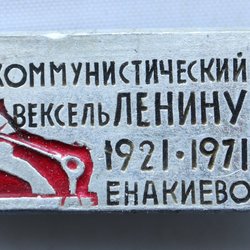 КОММУНИСТИЧЕСКИЙ
ВЕКСЕЛЬ ЛЕНИНУ
1921 • 1971
ЕНАКИЕВО